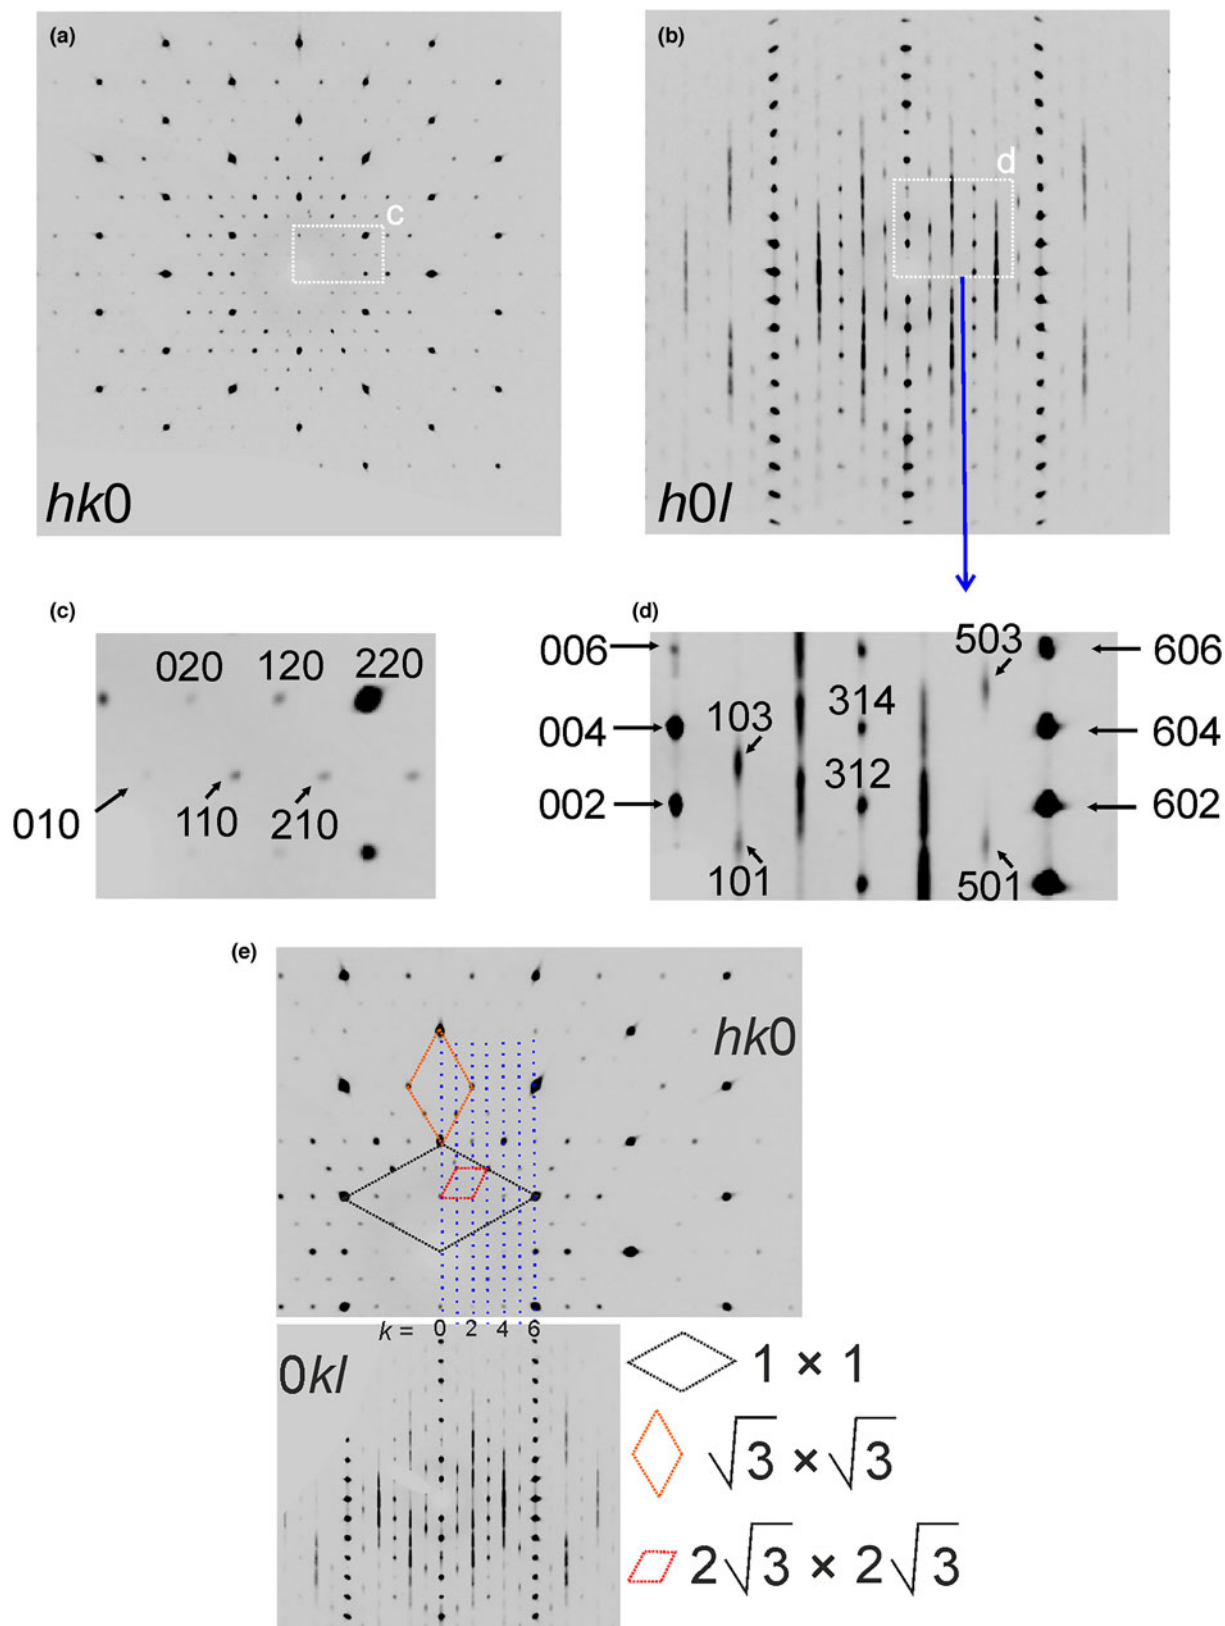 (a)
c
hk0
(b)
d
h0l
(c)
020 120 220
010 110 210
(d)
006 503 606
103 314
004 604
312
002 602
101 501
(e)
hk0
k = 0 2 4 6
0kl
1 × 1
√3 × √3
2√3 × 2√3